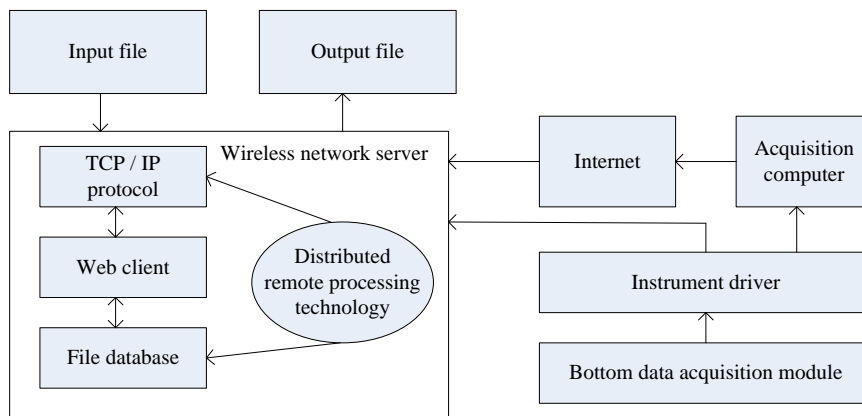 Input file
Output file
Wireless network server
TCP / IP
protocol
Web client
File database
Distributed
remote processing
technology
Internet
Acquisition
computer
Instrument driver
Bottom data acquisition module